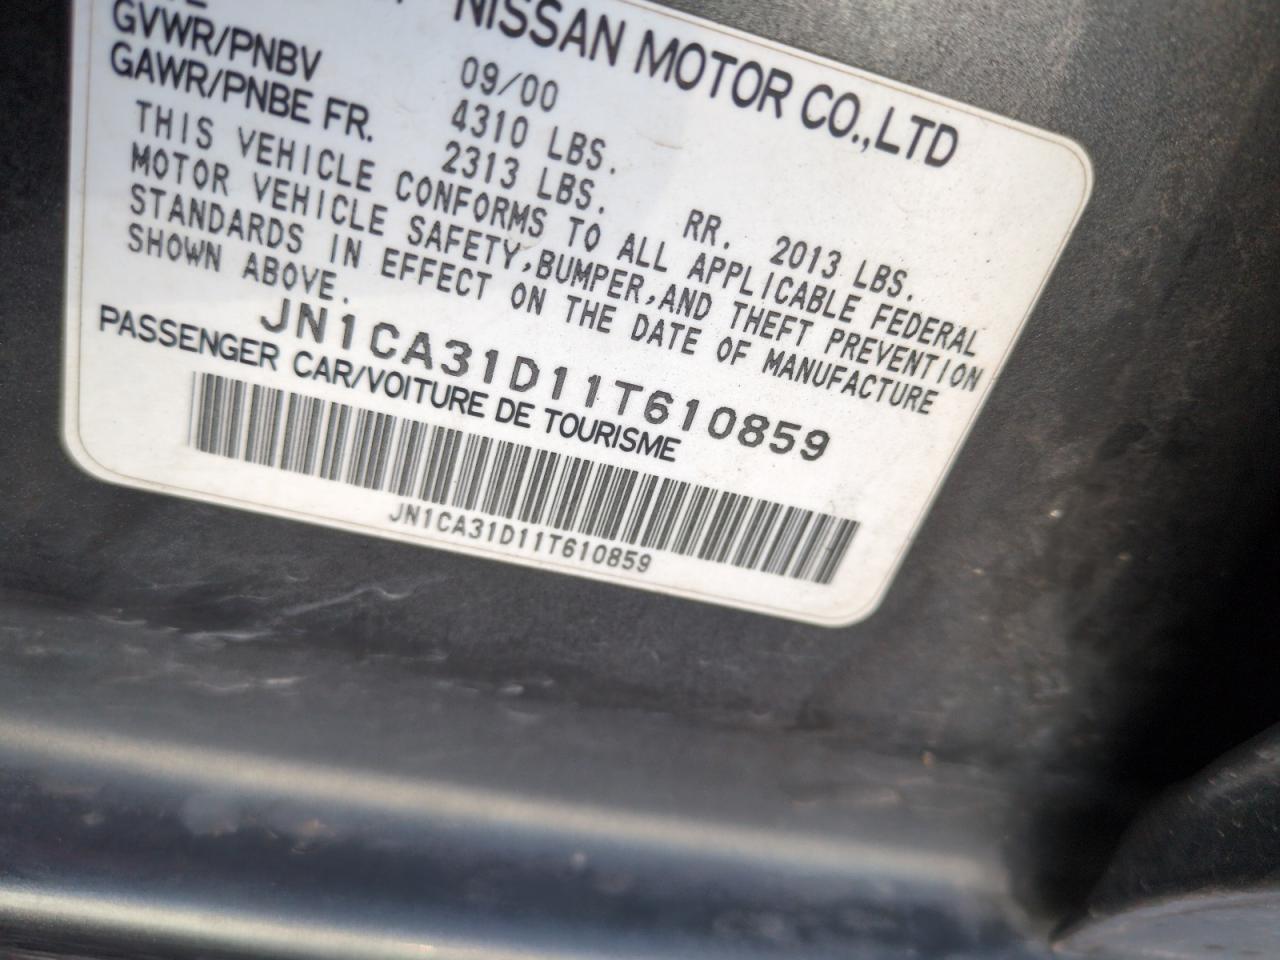 NISSAN MOTOR CO.,LTD
09/00
GVWR/PNBV 4310 LBS.
GAWR/PNBE FR. 2313 LBS. RR. 2013 LBS.
THIS VEHICLE CONFORMS TO ALL APPLICABLE FEDERAL
MOTOR VEHICLE SAFETY,BUMPER,AND THEFT PREVENTION
STANDARDS IN EFFECT ON THE DATE OF MANUFACTURE
SHOWN ABOVE.
JN1CA31D11T610859
PASSENGER CAR/VOITURE DE TOURISME
JN1CA31D11T610859